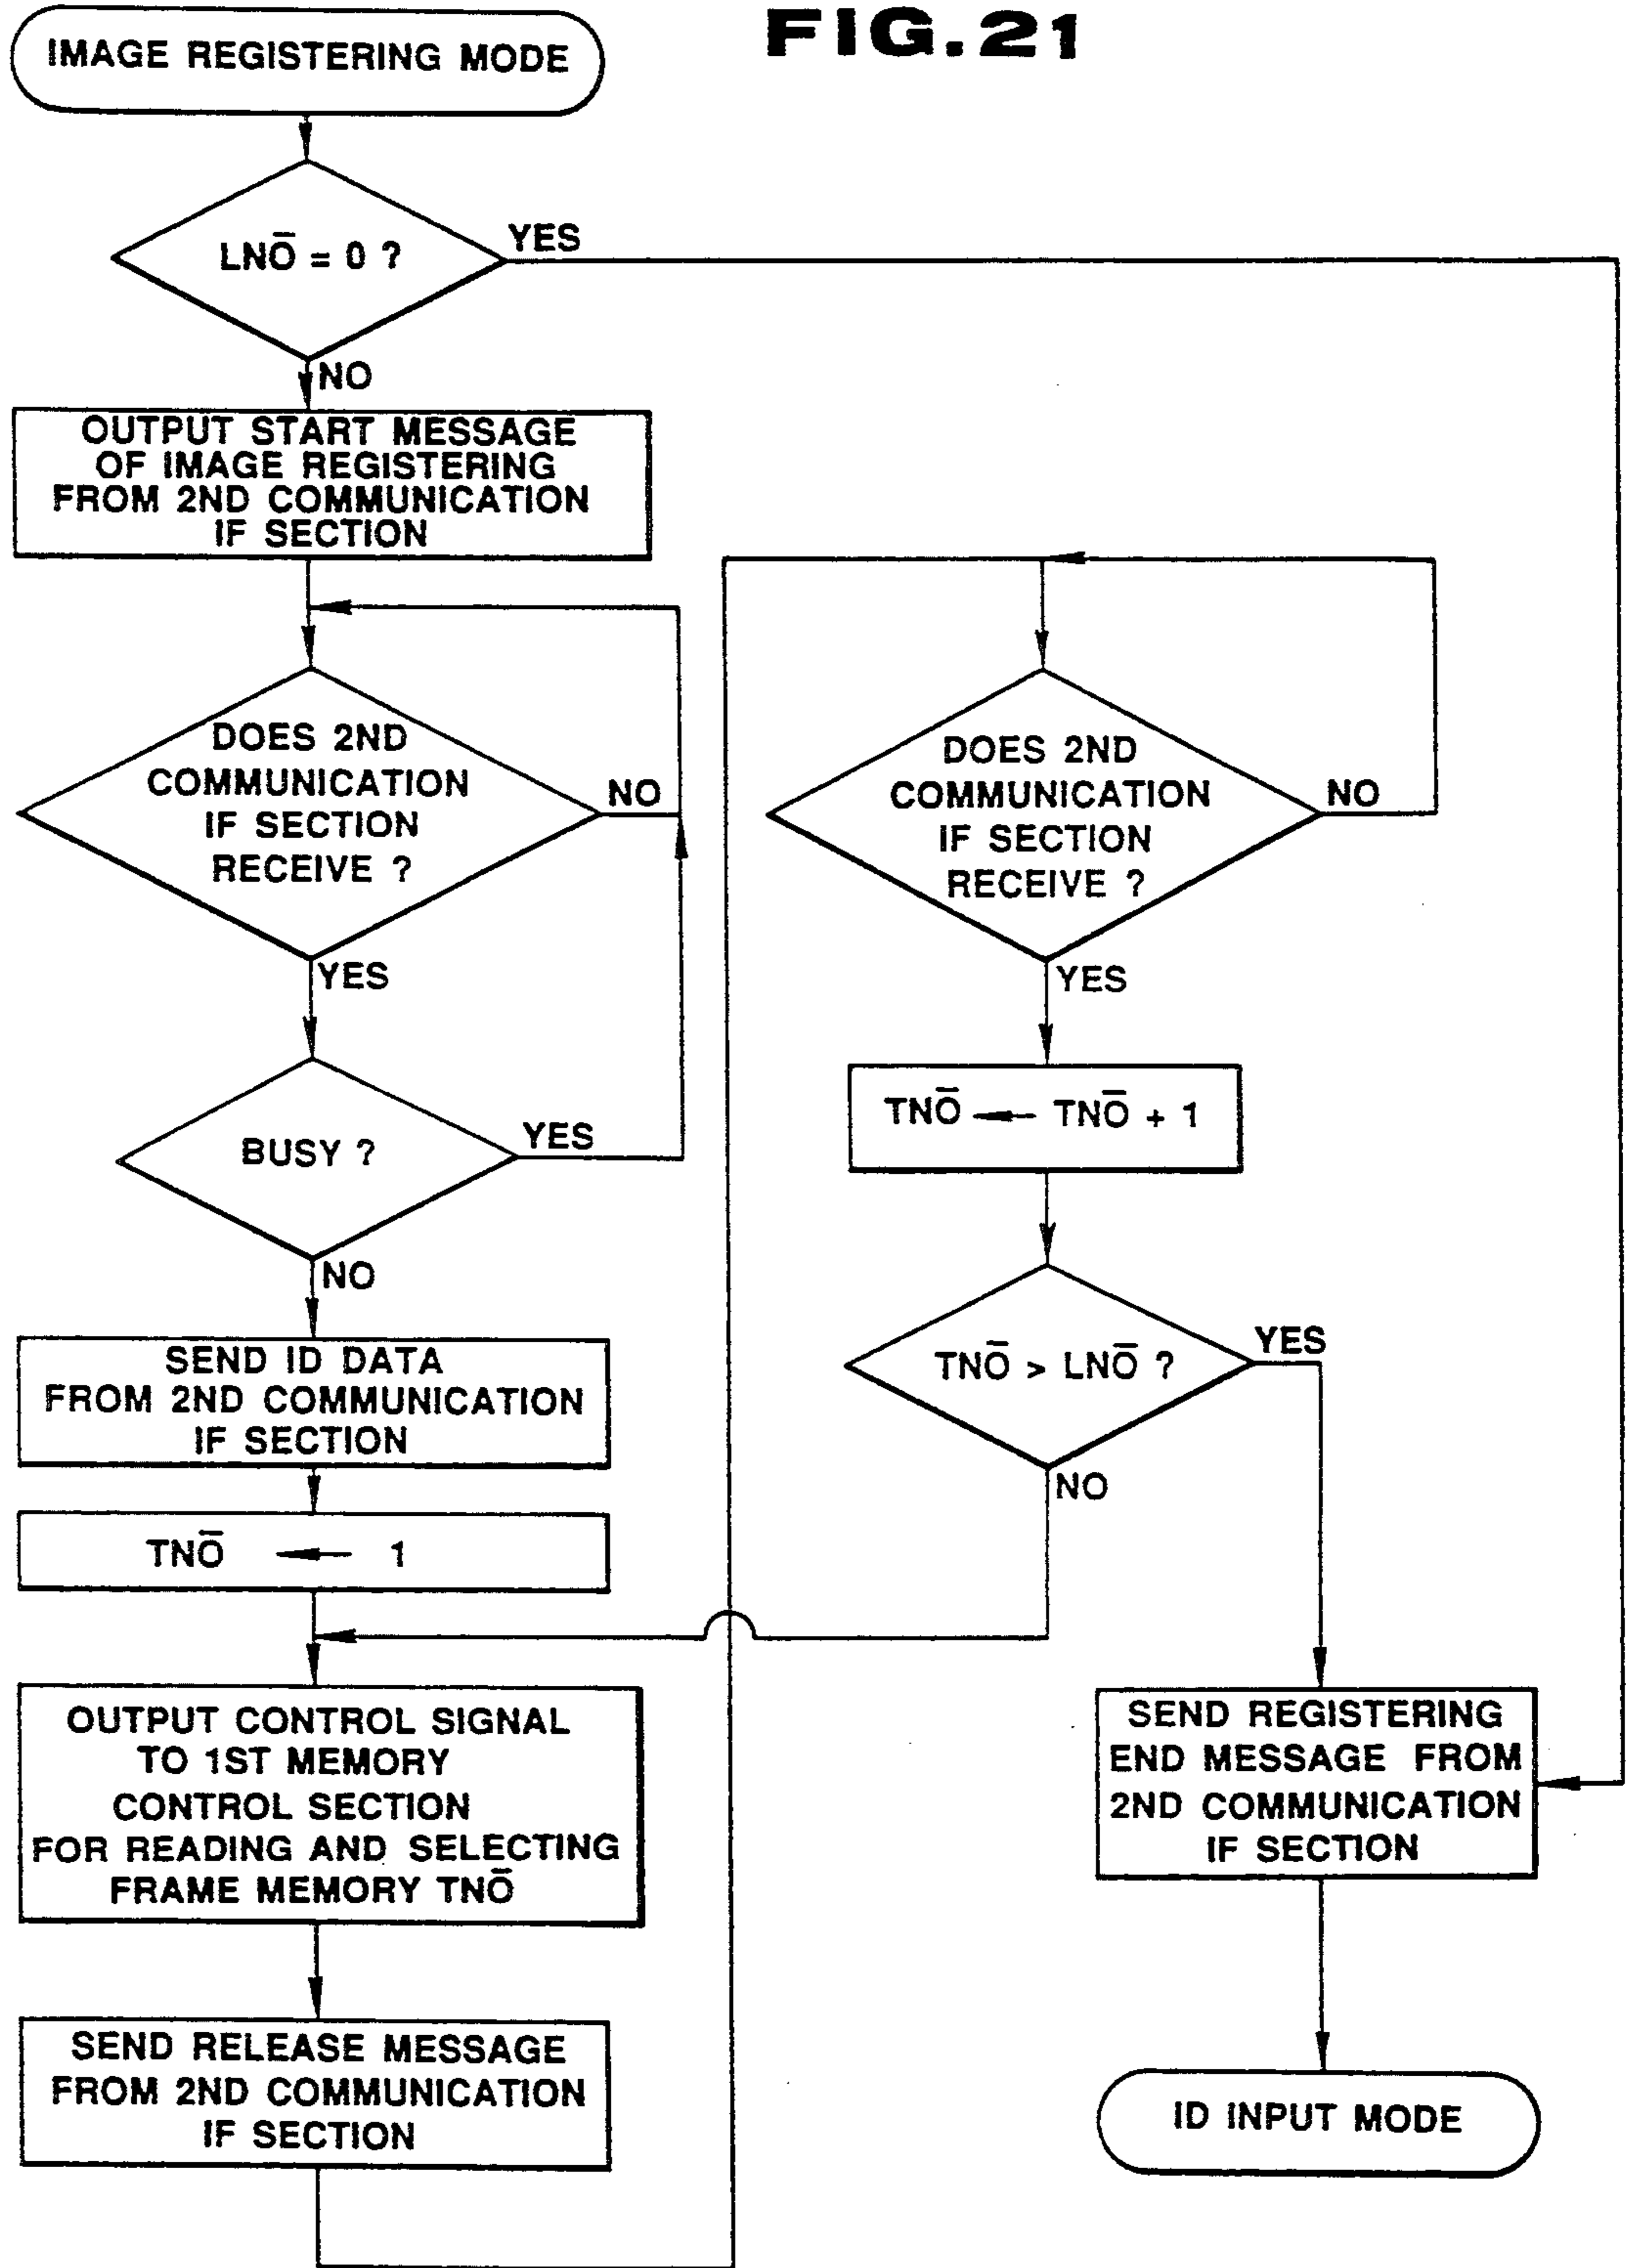 FIG.21
IMAGE REGISTERING MODE
LNŌ = 0 ?
YES
NO
OUTPUT START MESSAGE
OF IMAGE REGISTERING
FROM 2ND COMMUNICATION
IF SECTION
DOES 2ND
COMMUNICATION
IF SECTION
RECEIVE ?
NO
YES
BUSY ?
YES
NO
SEND ID DATA
FROM 2ND COMMUNICATION
IF SECTION
TNŌ ← 1
OUTPUT CONTROL SIGNAL
TO 1ST MEMORY
CONTROL SECTION
FOR READING AND SELECTING
FRAME MEMORY TNŌ
SEND RELEASE MESSAGE
FROM 2ND COMMUNICATION
IF SECTION
DOES 2ND
COMMUNICATION
IF SECTION
RECEIVE ?
NO
YES
TNŌ ← TNŌ + 1
TNŌ > LNŌ ?
YES
NO
SEND REGISTERING
END MESSAGE FROM
2ND COMMUNICATION
IF SECTION
ID INPUT MODE